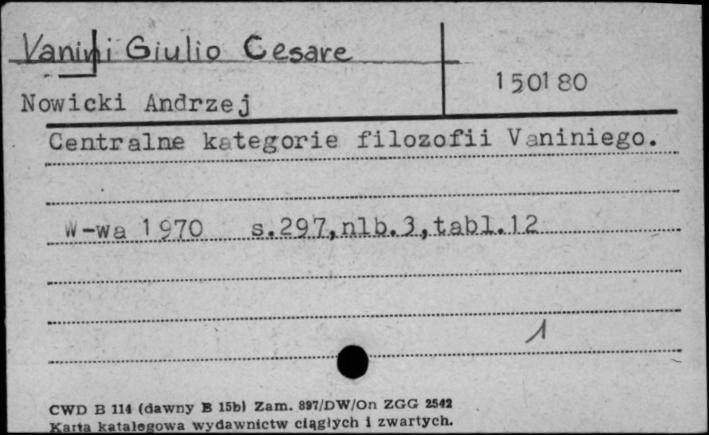 Vanini Giulio Cesare
150180
Nowicki Andrzej
Centralne kategorie filozofii Vaniniego.
W-wa 1970 s.297,nlb.3,tabl.12
1
CWD B 114 (dawny B 15b) Zam. 897/DW/On ZGG 2542
Karta katalogowa wydawnictw ciągłych i zwartych.